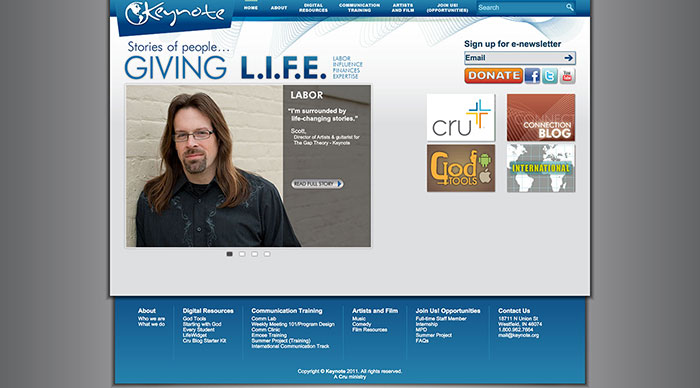 Keynote
HOME
ABOUT
DIGITAL
RESOURCES
COMMUNICATION
TRAINING
ARTISTS
AND FILM
JOIN US!
(OPPORTUNITIES)
Search
Stories of people...
GIVING L.I.F.E.
LABOR
INFLUENCE
FINANCES
EXPERTISE
LABOR
"I'm surrounded by
life-changing stories,"
Scott,
Director of Artists & guitarist for
The Gap Theory - Keynote
READ FULL STORY
Sign up for e-newsletter
Email
DONATE
f
t
You
Tube
cru
CONNECTION
CONNECTION
BLOG
God
TOOLS
INTERNATIONAL
About
Who we are
What we do
Digital Resources
God Tools
Starting with God
Every Student
LifeWidget
Cru Blog Starter Kit
Communication Training
Comm Lab
Weekly Meeting 101/Program Design
Comm Clinic
Emcee Training
Summer Project (Training)
International Communication Track
Artists and Film
Music
Comedy
Film Resources
Join Us! Opportunities
Full-time Staff Member
Internship
MPD
Summer Project
FAQs
Contact Us
18711 N Union St
Westfield, IN 46074
1.800.962.7664
mail@keynote.org
Copyright © Keynote 2011. All rights reserved.
A Cru ministry